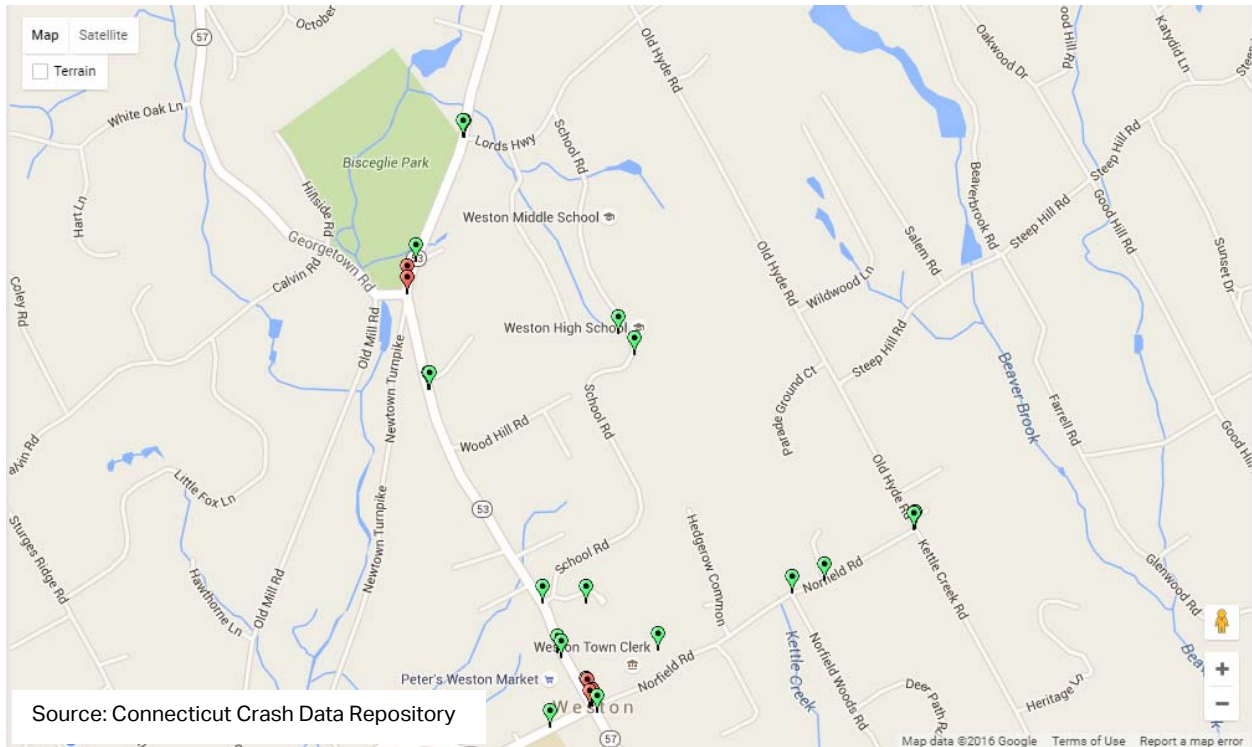 Map Satellite
Terrain
October
57
White Oak Ln
Hart Ln
Bisceglie Park
Hillside Rd
Georgetown Rd
Calvin Rd
Coley Rd
Lords Hwy
School Rd
Old Hyde Rd
Oakwood Dr
Good Hill Rd
Katydid Ln
Steep Hill Rd
Weston Middle School
Beaverbrook Rd
Salem Rd
Steep Hill Rd
Good Hill Rd
Sunset Dr
Old Hyde Rd
Wildwood Ln
Weston High School
Old Mill Rd
Newtown Turnpike
Steep Hill Rd
Parade Ground Ct
Beaver Brook
Farrell Rd
Wood Hill Rd
School Rd
Good Hill
Little Fox Ln
Old Hyde Rd
53
Newtown Turnpike
Sturges Ridge Rd
Hawthorne Ln
Old Mill Rd
School Rd
Hedgerow Common
Norfield Rd
Kettle Creek Rd
Glenwood Rd
Weston Town Clerk
Norfield Rd
Kettle Creek
Norfield Woods Rd
Peter's Weston Market
Weston
Deer Path Rd
Heritage Ln
57
Source: Connecticut Crash Data Repository
Map data ©2016 Google Terms of Use Report a map error